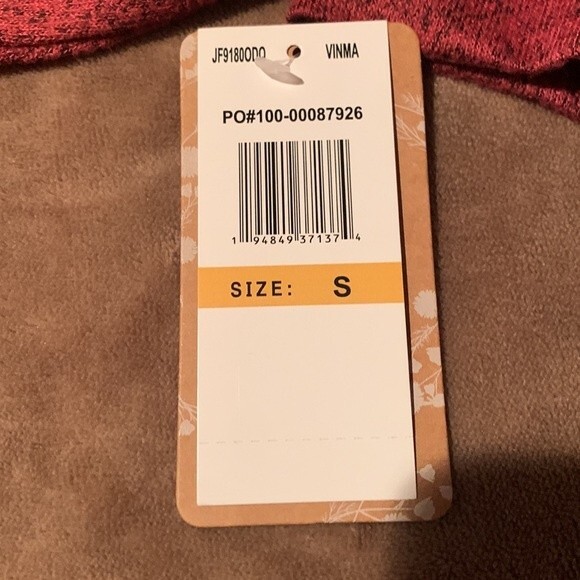 JF9180ODO VINMA
PO#100-00087926
1 94849 37137 4
SIZE: S